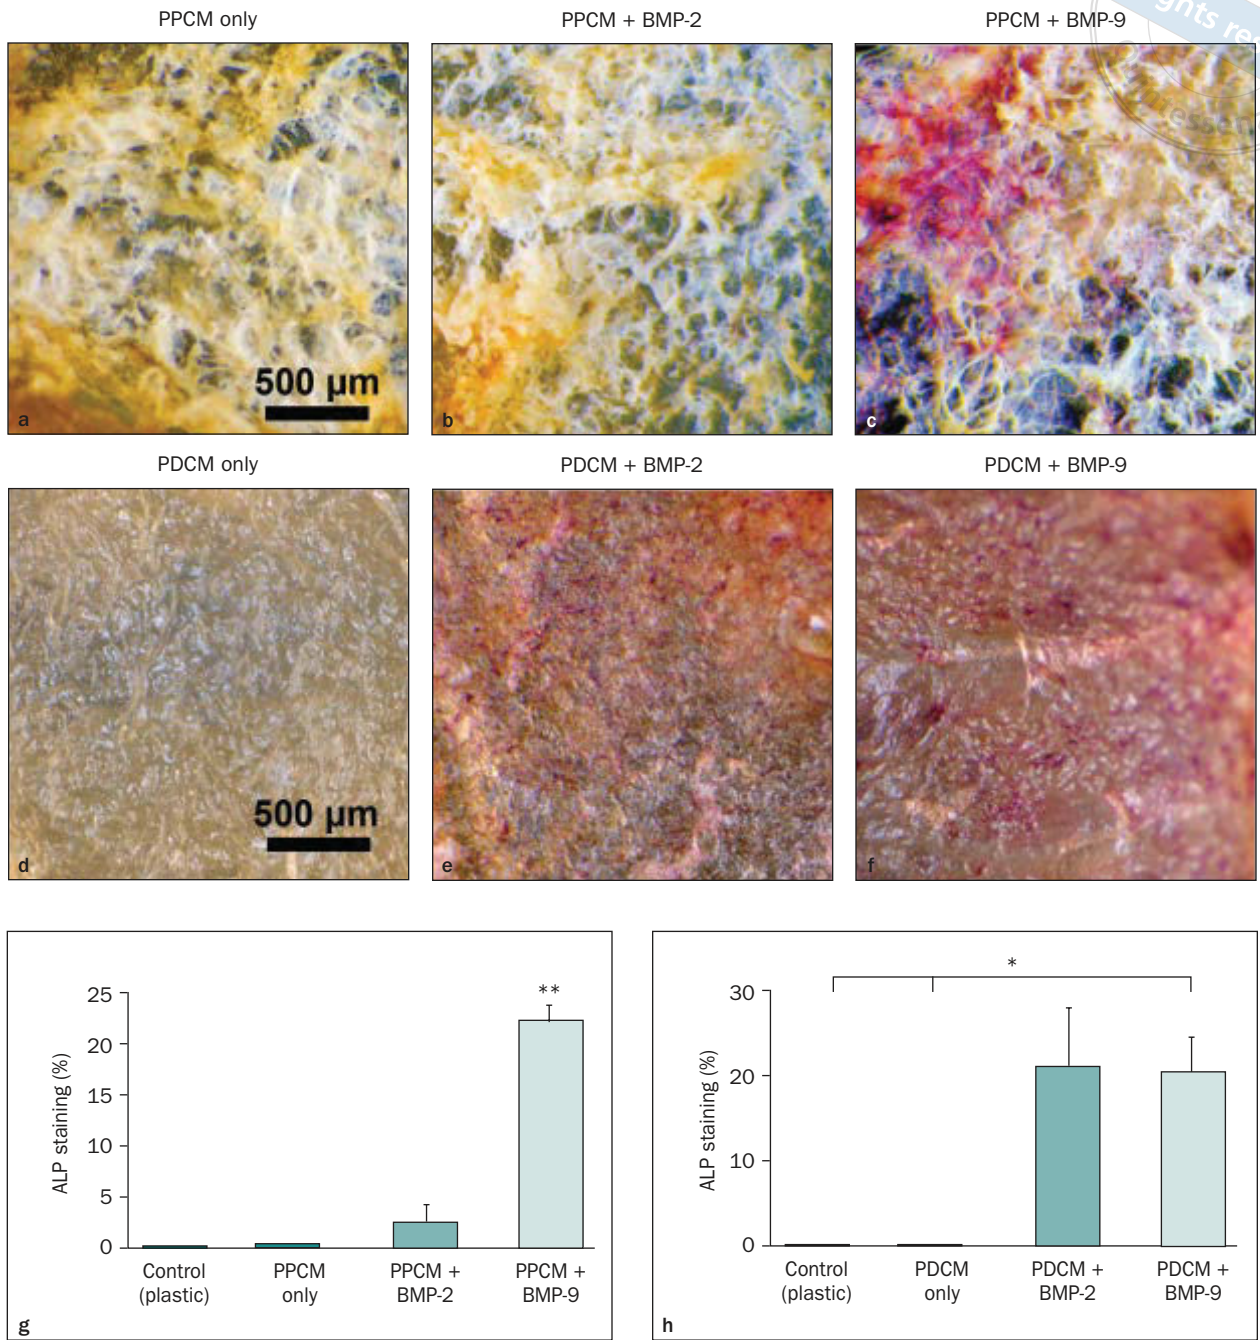 PPCM only
PPCM + BMP-2
PPCM + BMP-9
500 µm
a
b
c
PDCM only
PDCM + BMP-2
PDCM + BMP-9
500 µm
d
e
f
ALP staining (%)
25
20
15
10
5
0
**
Control
(plastic)
PPCM
only
PPCM +
BMP-2
PPCM +
BMP-9
g
ALP staining (%)
30
20
10
0
*
Control
(plastic)
PDCM
only
PDCM +
BMP-2
PDCM +
BMP-9
h